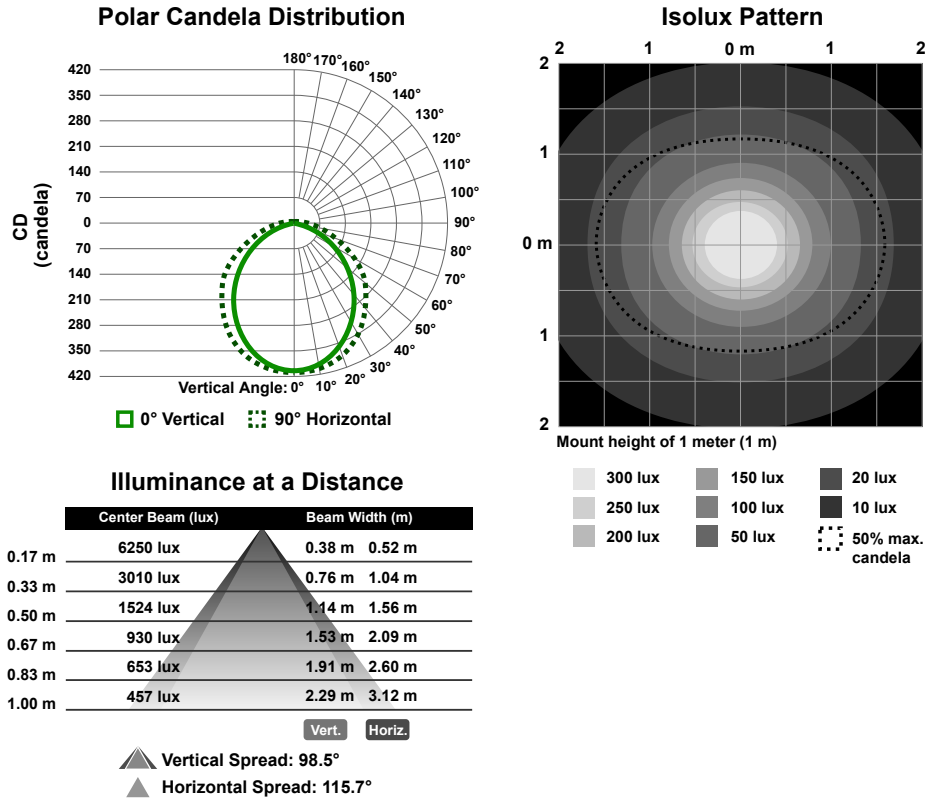 Polar Candela Distribution
180° 170° 160° 150° 140° 130° 120° 110° 100° 90° 80° 70° 60° 50° 40° 30° 20° 10°
420
350
280
210
140
70
0
70
140
210
280
350
420
CD
(candela)
Vertical Angle: 0°
0° Vertical 90° Horizontal
Isolux Pattern
2 1 0 m 1 2
2
1
0 m
1
2
Mount height of 1 meter (1 m)
300 lux 150 lux 20 lux
250 lux 100 lux 10 lux
200 lux 50 lux 50% max.
candela
Illuminance at a Distance
Center Beam (lux) Beam Width (m)
0.17 m 6250 lux 0.38 m 0.52 m
0.33 m 3010 lux 0.76 m 1.04 m
0.50 m 1524 lux 1.14 m 1.56 m
0.67 m 930 lux 1.53 m 2.09 m
0.83 m 653 lux 1.91 m 2.60 m
1.00 m 457 lux 2.29 m 3.12 m
Vert. Horiz.
Vertical Spread: 98.5°
Horizontal Spread: 115.7°